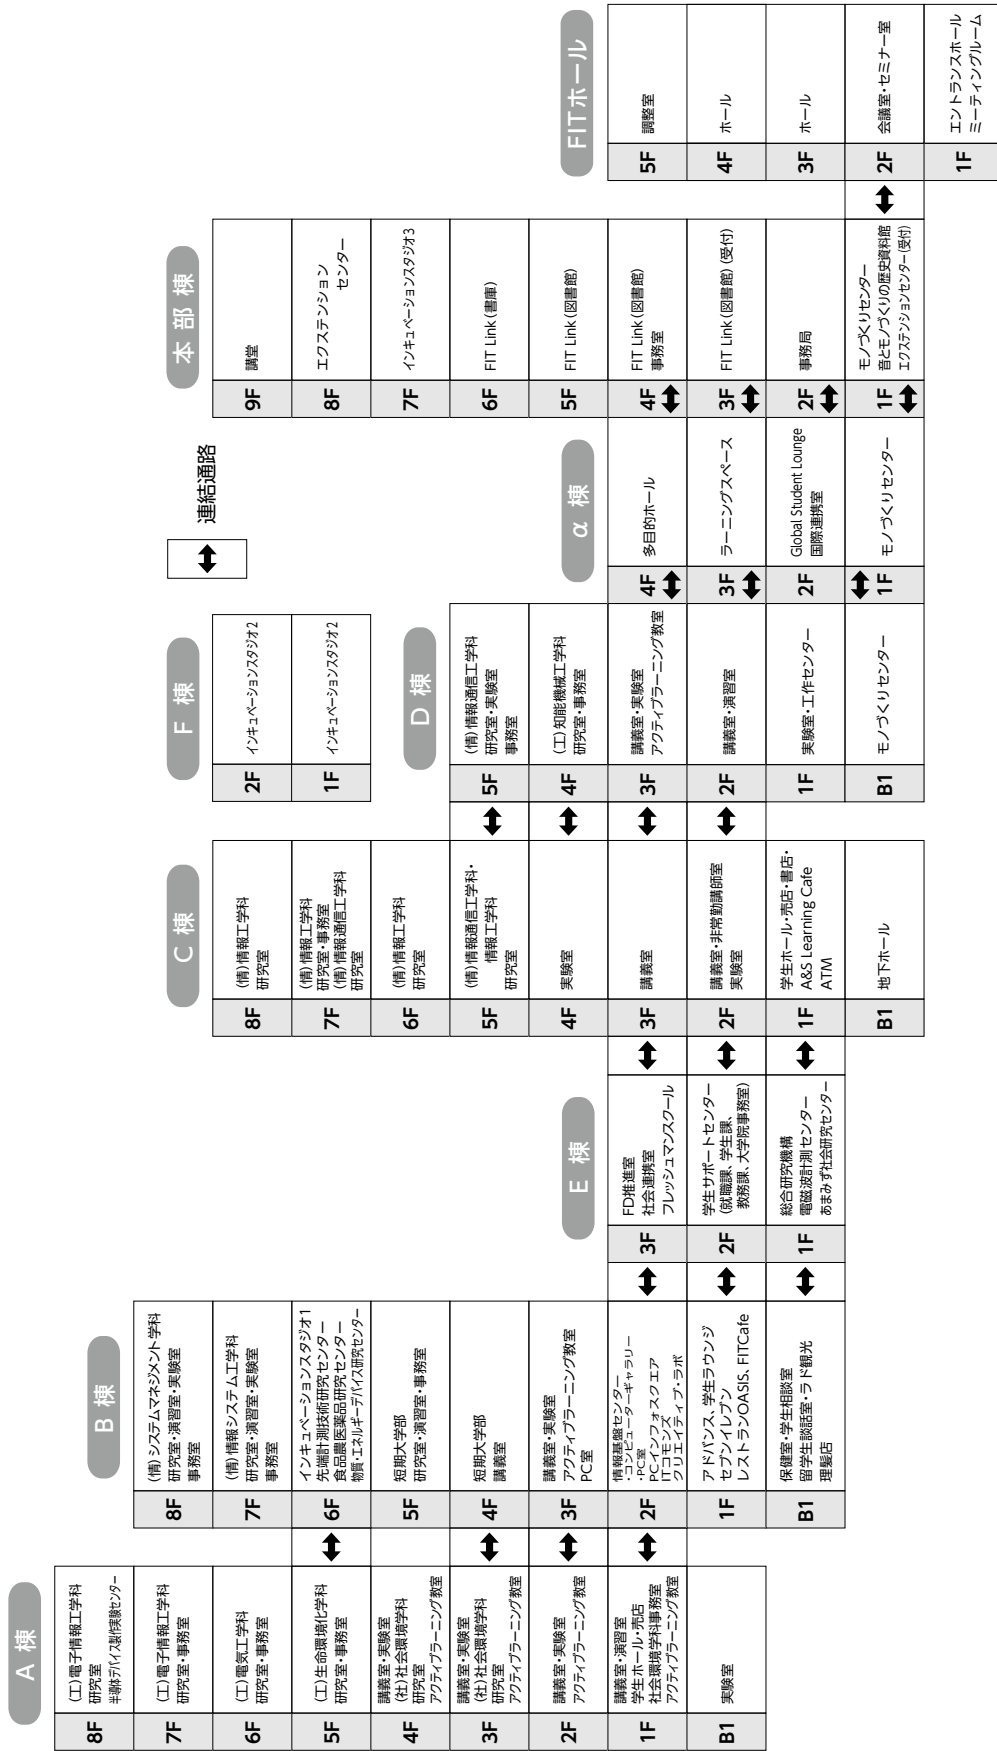 A 棟
8F
(工)電子情報工学科
研究室
半導体デバイス製作実験センター
7F
(工)電子情報工学科
研究室・事務室
6F
(工)電気工学科
研究室・事務室
5F
(工)生命環境化学科
研究室・事務室
4F
講義室・実験室
(社)社会環境学科
研究室
アクティブラーニング教室
3F
講義室・実験室
(社)社会環境学科
研究室
アクティブラーニング教室
2F
講義室・実験室
アクティブラーニング教室
1F
講義室・演習室
学生ホール・売店
社会環境学科事務室
アクティブラーニング教室
B1
実験室
B 棟
8F
(情)システムマネジメント学科
研究室・演習室・実験室
事務室
7F
(情)情報システム工学科
研究室・演習室・実験室
事務室
6F
インキュベーションスタジオ1
先端計測技術研究センター
食品農医薬品研究センター
物質・エネルギーデバイス研究センター
5F
短期大学部
研究室・演習室・事務室
4F
短期大学部
講義室
3F
講義室・実験室
アクティブラーニング教室
PC室
2F
情報基盤センター
・コンピューターギャラリー
・PC室
PCインフォスクエア
ITコモンズ
クリエイティブ・ラボ
1F
アドバンス、学生ラウンジ
セブンイレブン
レストランOASIS、FITCafe
B1
保健室・学生相談室
留学生談話室・ラド観光
理髪店
E 棟
3F
FD推進室
社会連携室
フレッシュマンスクール
2F
学生サポートセンター
(就職課、学生課、
教務課、大学院事務室)
1F
総合研究機構
電磁波計測センター
あまみず社会研究センター
C 棟
8F
(情)情報工学科
研究室
7F
(情)情報工学科
研究室・事務室
(情)情報通信工学科
研究室
6F
(情)情報工学科
研究室
5F
(情)情報通信工学科・
情報工学科
研究室
4F
実験室
3F
講義室
2F
講義室・非常勤講師室
実験室
1F
学生ホール・売店・書店・
A&S Learning Cafe
ATM
B1
地下ホール
F 棟
2F
インキュベーションスタジオ2
1F
インキュベーションスタジオ2
D 棟
5F
(情)情報通信工学科
研究室・実験室
事務室
4F
(工)知能機械工学科
研究室・事務室
3F
講義室・実験室
アクティブラーニング教室
2F
講義室・演習室
1F
実験室・工作センター
B1
モノづくりセンター
連結通路
α 棟
4F
多目的ホール
3F
ラーニングスペース
2F
Global Student Lounge
国際連携室
1F
モノづくりセンター
本 部 棟
9F
講堂
8F
エクステンション
センター
7F
インキュベーションスタジオ3
6F
FIT Link(書庫)
5F
FIT Link(図書館)
4F
FIT Link(図書館)
事務室
3F
FIT Link(図書館)(受付)
2F
事務局
1F
モノづくりセンター
音とモノづくりの歴史資料館
エクステンションセンター(受付)
FITホール
5F
調整室
4F
ホール
3F
ホール
2F
会議室・セミナー室
1F
エントランスホール
ミーティングルーム